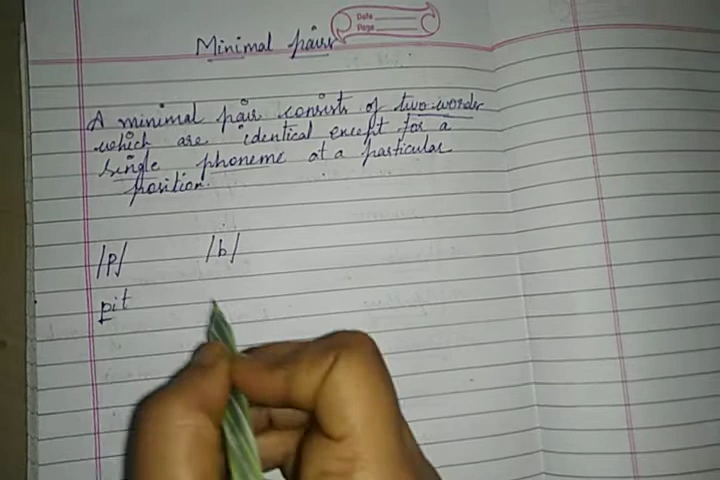 Date
Page
Minimal pairs
A minimal pair consists of two words
which are identical except for a
single phoneme at a particular
position.
/p/ /b/
pit